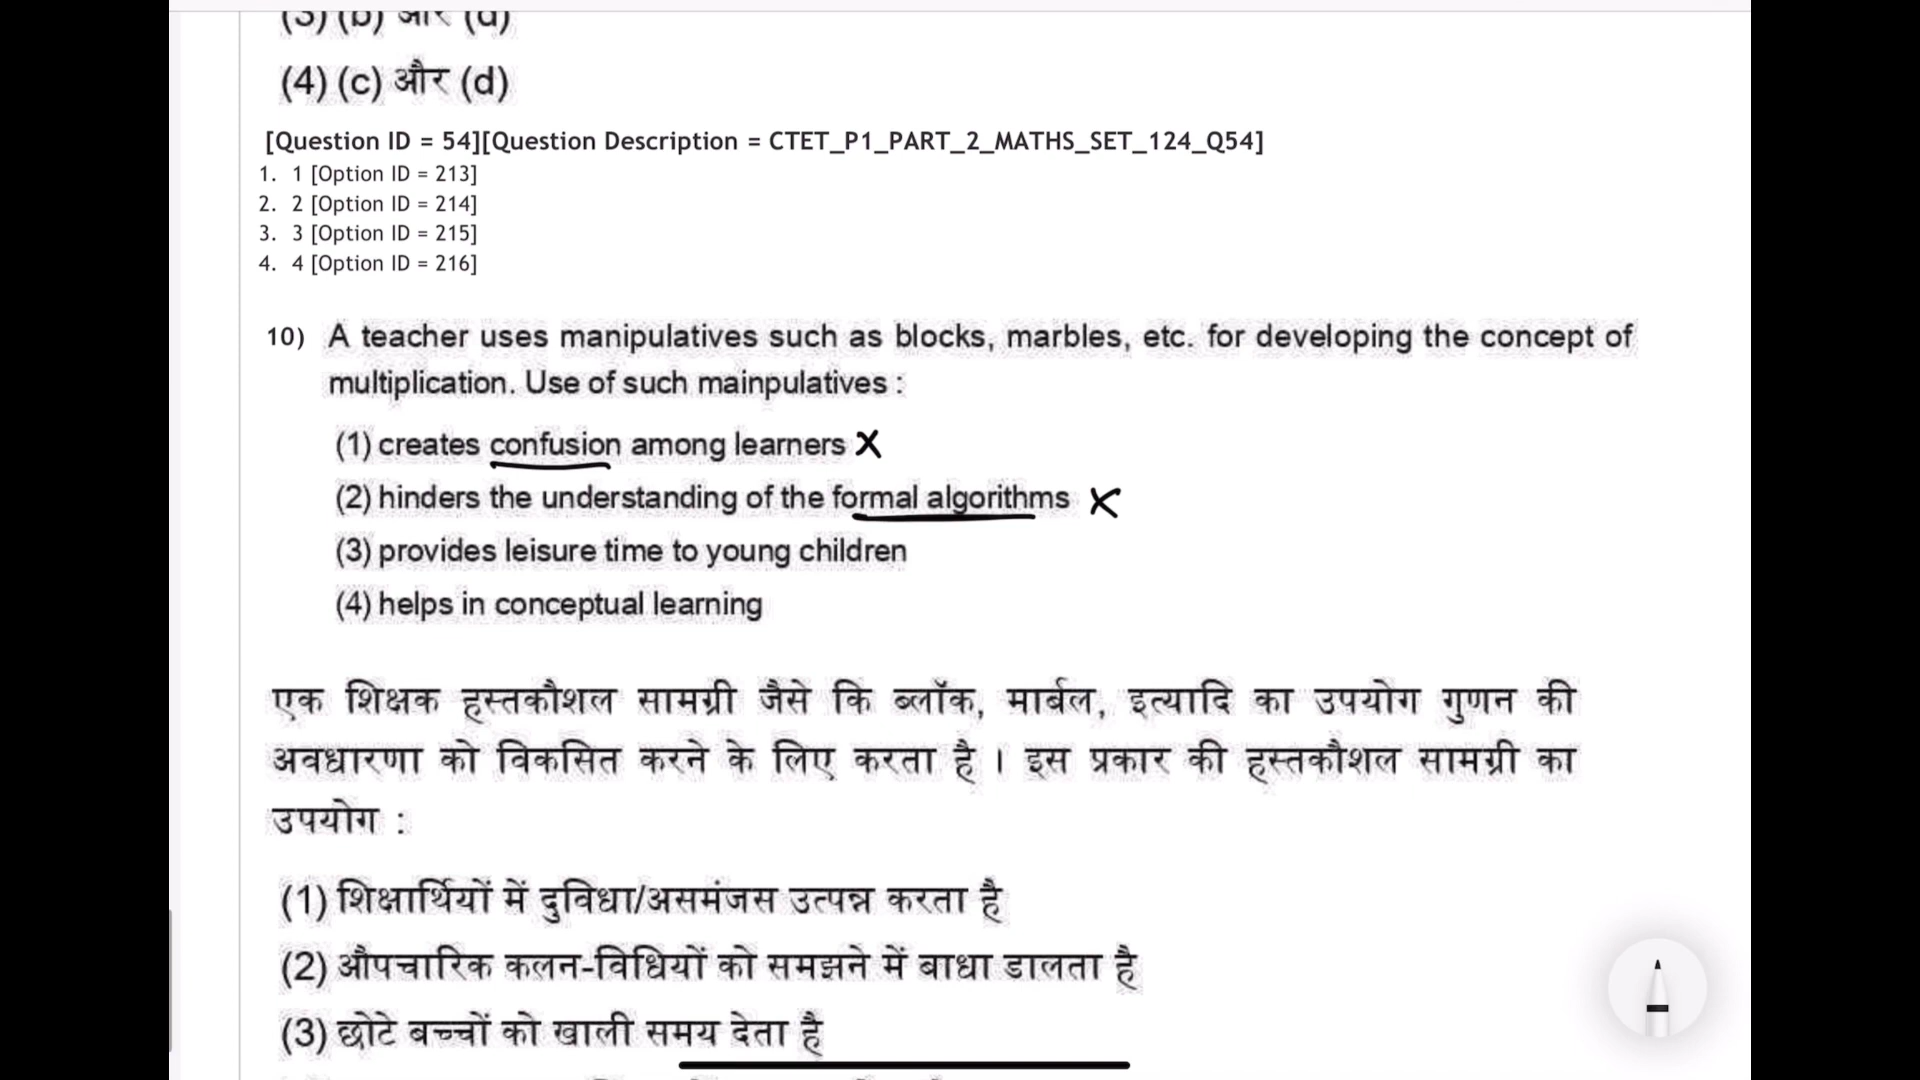 (3) (b) और (d)
(4) (c) और (d)
[Question ID = 54][Question Description = CTET_P1_PART_2_MATHS_SET_124_Q54]
1. 1 [Option ID = 213]
2. 2 [Option ID = 214]
3. 3 [Option ID = 215]
4. 4 [Option ID = 216]
10) A teacher uses manipulatives such as blocks, marbles, etc. for developing the concept of
multiplication. Use of such mainpulatives :
(1) creates confusion among learners X
(2) hinders the understanding of the formal algorithms X
(3) provides leisure time to young children
(4) helps in conceptual learning
एक शिक्षक हस्तकौशल सामग्री जैसे कि ब्लॉक, मार्बल, इत्यादि का उपयोग गुणन की
अवधारणा को विकसित करने के लिए करता है । इस प्रकार की हस्तकौशल सामग्री का
उपयोग :
(1) शिक्षार्थियों में दुविधा/असमंजस उत्पन्न करता है
(2) औपचारिक कलन-विधियों को समझने में बाधा डालता है
(3) छोटे बच्चों को खाली समय देता है